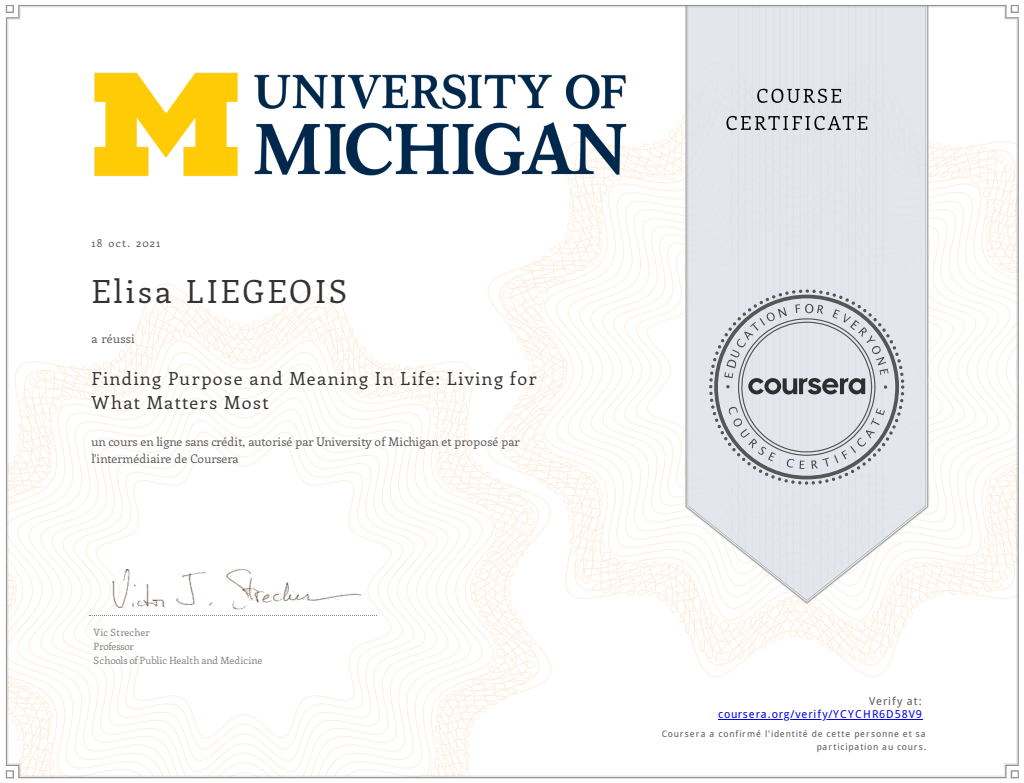 UNIVERSITY OF
MICHIGAN
COURSE
CERTIFICATE
18 oct. 2021
Elisa LIEGEOIS
a réussi
Finding Purpose and Meaning In Life: Living for
What Matters Most
un cours en ligne sans crédit, autorisé par University of Michigan et proposé par
l'intermédiaire de Coursera
EDUCATION FOR EVERYONE
coursera
COURSE CERTIFICATE
Victor J. Strecher
Vic Strecher
Professor
Schools of Public Health and Medicine
Verify at:
coursera.org/verify/YCYCHR6D58V9
Coursera a confirmé l'identité de cette personne et sa
participation au cours.